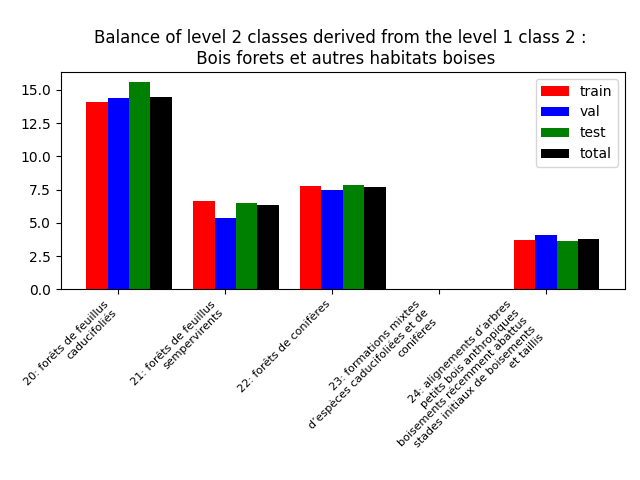 Balance of level 2 classes derived from the level 1 class 2 :
Bois forets et autres habitats boises
15.0
12.5
10.0
7.5
5.0
2.5
0.0
train
val
test
total
20: forêts de feuillus
caducifoliés
21: forêts de feuillus
sempervirents
22: forêts de conifères
23: formations mixtes
d'espèces caducifoliées et de
conifères
24: alignements d'arbres
petits bois anthropiques
boisements récemment abattus
stades initiaux de boisements
et taillis